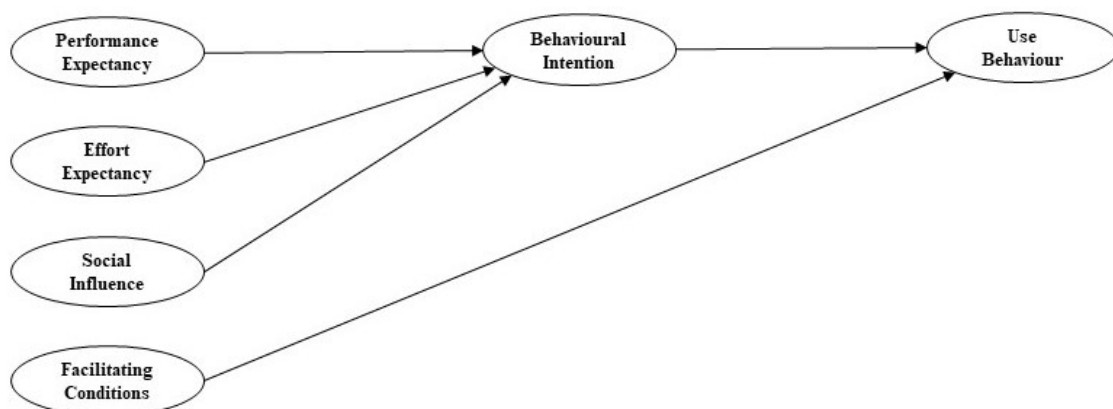 Performance
Expectancy
Behavioural
Intention
Use
Behaviour
Effort
Expectancy
Social
Influence
Facilitating
Conditions